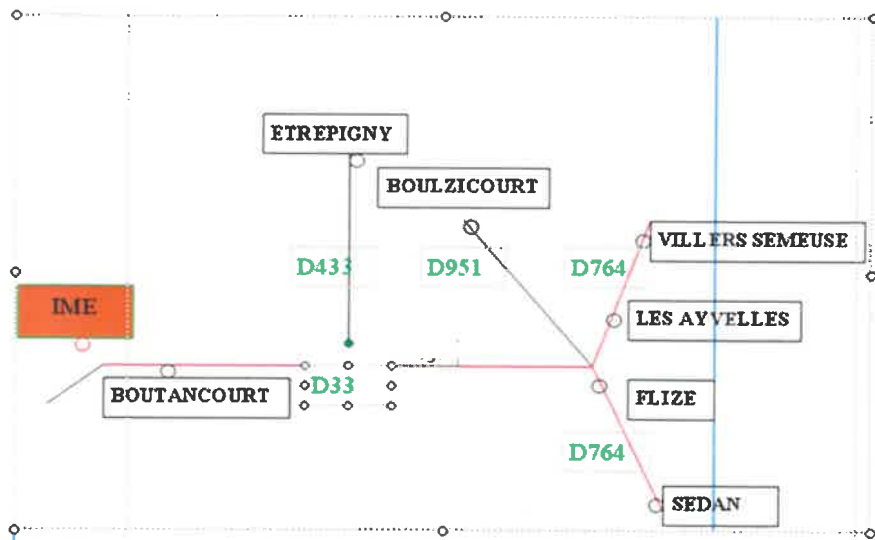 ETREPIGNY
BOULZICOURT
VILLERS SEMEUSE
D433
D951
D764
IME
LES AYVELLES
D33
BOUTANCOURT
FLIZE
D764
SEDAN